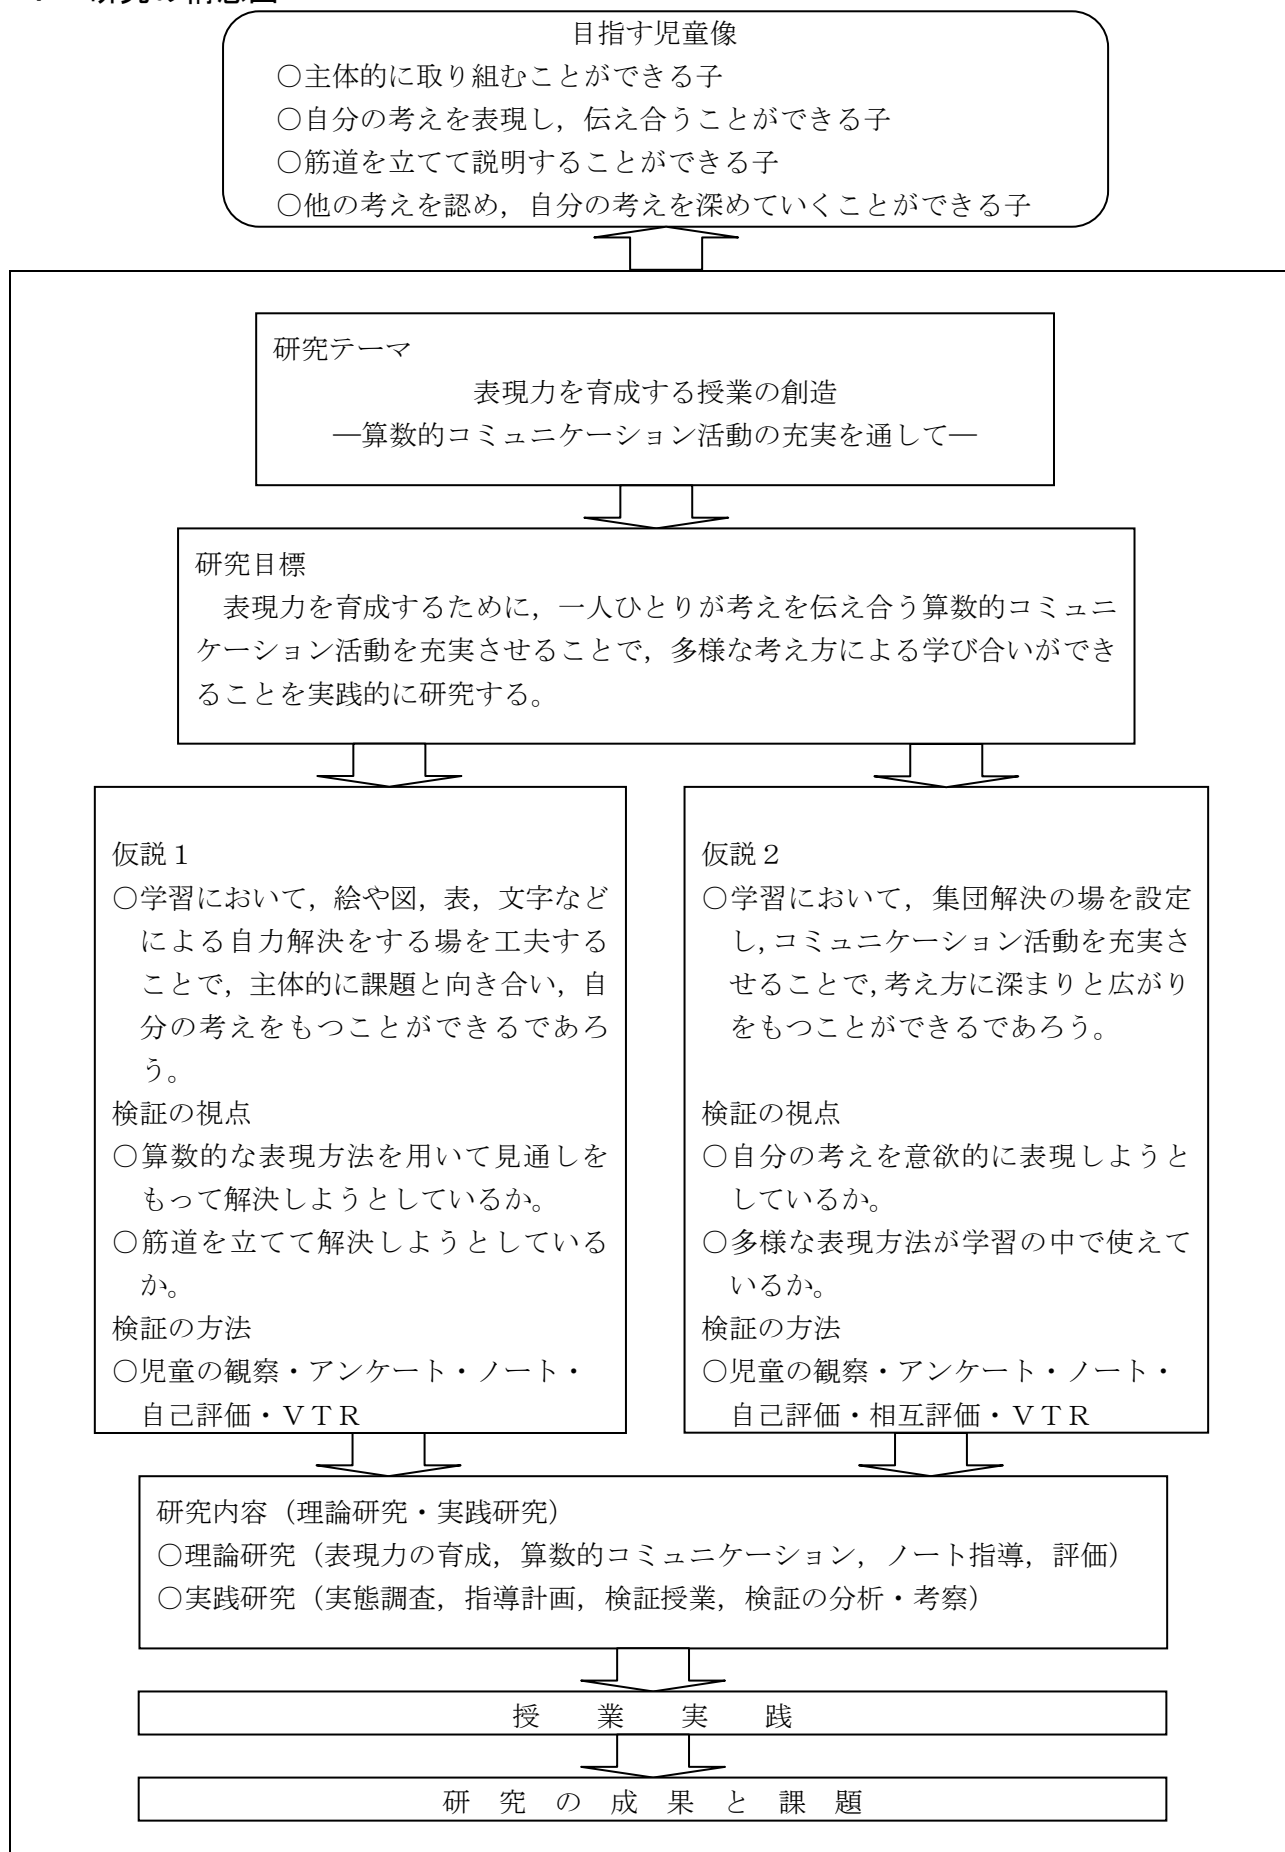 目指す児童像
○主体的に取り組むことができる子
○自分の考えを表現し，伝え合うことができる子
○筋道を立てて説明することができる子
○他の考えを認め，自分の考えを深めていくことができる子
研究テーマ
表現力を育成する授業の創造
―算数的コミュニケーション活動の充実を通して―
研究目標
表現力を育成するために，一人ひとりが考えを伝え合う算数的コミュニ
ケーション活動を充実させることで，多様な考え方による学び合いができ
ることを実践的に研究する。
仮説１
○学習において，絵や図，表，文字など
による自力解決をする場を工夫する
ことで，主体的に課題と向き合い，自
分の考えをもつことができるであろ
う。
検証の視点
○算数的な表現方法を用いて見通しを
もって解決しようとしているか。
○筋道を立てて解決しようとしている
か。
検証の方法
○児童の観察・アンケート・ノート・
自己評価・ＶＴＲ
仮説２
○学習において，集団解決の場を設定
し，コミュニケーション活動を充実さ
せることで，考え方に深まりと広がり
をもつことができるであろう。
検証の視点
○自分の考えを意欲的に表現しようと
しているか。
○多様な表現方法が学習の中で使えて
いるか。
検証の方法
○児童の観察・アンケート・ノート・
自己評価・相互評価・ＶＴＲ
研究内容（理論研究・実践研究）
○理論研究（表現力の育成，算数的コミュニケーション，ノート指導，評価）
○実践研究（実態調査，指導計画，検証授業，検証の分析・考察）
授　業　実　践
研　究　の　成　果　と　課　題